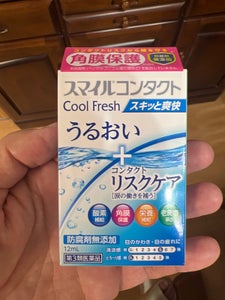 角膜保護
スマイルコンタクト
Cool Fresh スキッと爽快
うるおい
+
コンタクト
リスクケア
[涙の働きを補う]
酸素
補給
角膜
保護
栄養
補給
防腐剤無添加
目のかわき・目の疲れに
12mL
第3類医薬品